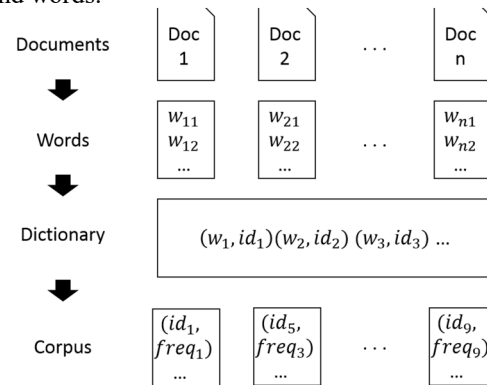 nd words.
Documents Doc 1 Doc 2 . . . Doc n
Words w₁₁ w₁₂ ... w₂₁ w₂₂ ... . . . wₙ₁ wₙ₂ ...
Dictionary (w₁, id₁)(w₂, id₂) (w₃, id₃) ...
Corpus (id₁, freq₁) ... (id₅, freq₃) ... . . . (id₉, freq₉) ...